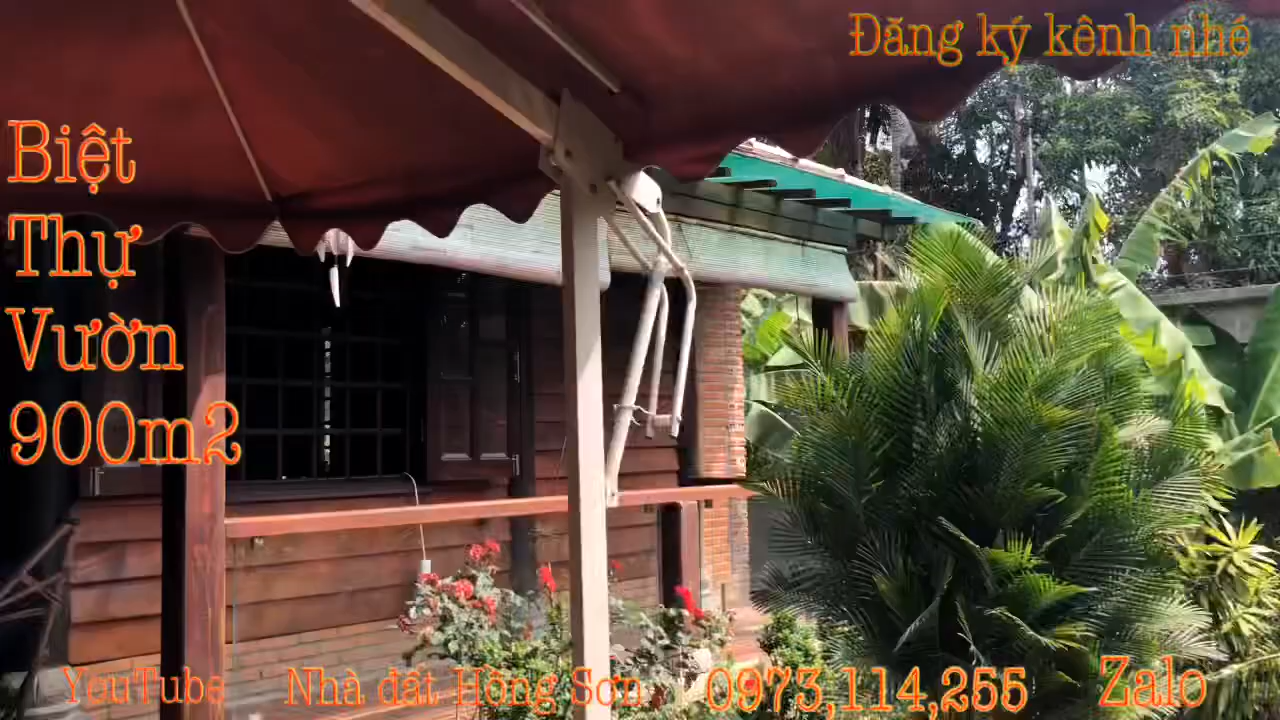 Đăng ký kênh nhé
Biệt
Thự
Vườn
900m2
YouTube Nhà đất Hồng Sơn 0973,114,255 Zalo